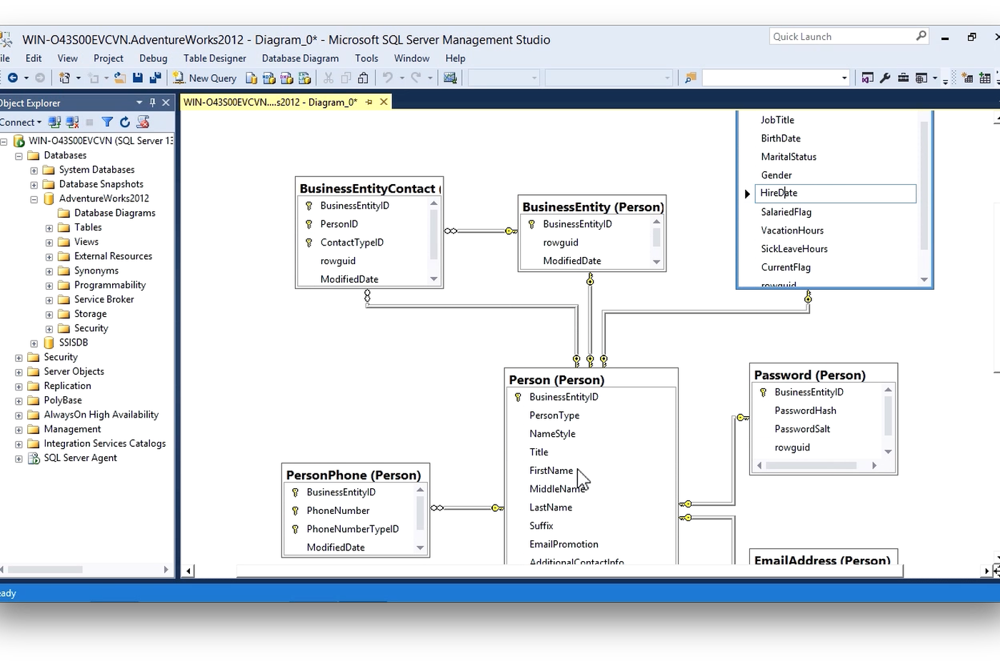 WIN-O43S00EVCVN.AdventureWorks2012 - Diagram_0* - Microsoft SQL Server Management Studio
Quick Launch
ile Edit View Project Debug Table Designer Database Diagram Tools Window Help
New Query
Object Explorer
WIN-O43S00EVCVN....s2012 - Diagram_0*
Connect
WIN-O43S00EVCVN (SQL Server 13
Databases
System Databases
Database Snapshots
AdventureWorks2012
Database Diagrams
Tables
Views
External Resources
Synonyms
Programmability
Service Broker
Storage
Security
SSISDB
Security
Server Objects
Replication
PolyBase
AlwaysOn High Availability
Management
Integration Services Catalogs
SQL Server Agent
BusinessEntityContact (
BusinessEntityID
PersonID
ContactTypeID
rowguid
ModifiedDate
BusinessEntity (Person)
BusinessEntityID
rowguid
ModifiedDate
JobTitle
BirthDate
MaritalStatus
Gender
HireDate
SalariedFlag
VacationHours
SickLeaveHours
CurrentFlag
rowguid
Person (Person)
BusinessEntityID
PersonType
NameStyle
Title
FirstName
MiddleName
LastName
Suffix
EmailPromotion
AdditionalContactInfo
Password (Person)
BusinessEntityID
PasswordHash
PasswordSalt
rowguid
PersonPhone (Person)
BusinessEntityID
PhoneNumber
PhoneNumberTypeID
ModifiedDate
EmailAddress (Person)
eady